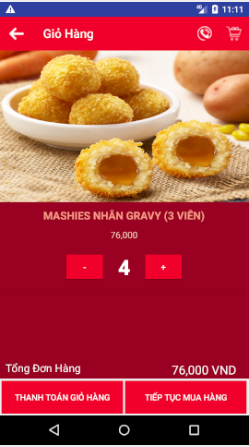 11:11
Giỏ Hàng
MASHIES NHÂN GRAVY (3 VIÊN)
76,000
- 4 +
Tổng Đơn Hàng 76,000 VND
THANH TOÁN GIỎ HÀNG TIẾP TỤC MUA HÀNG